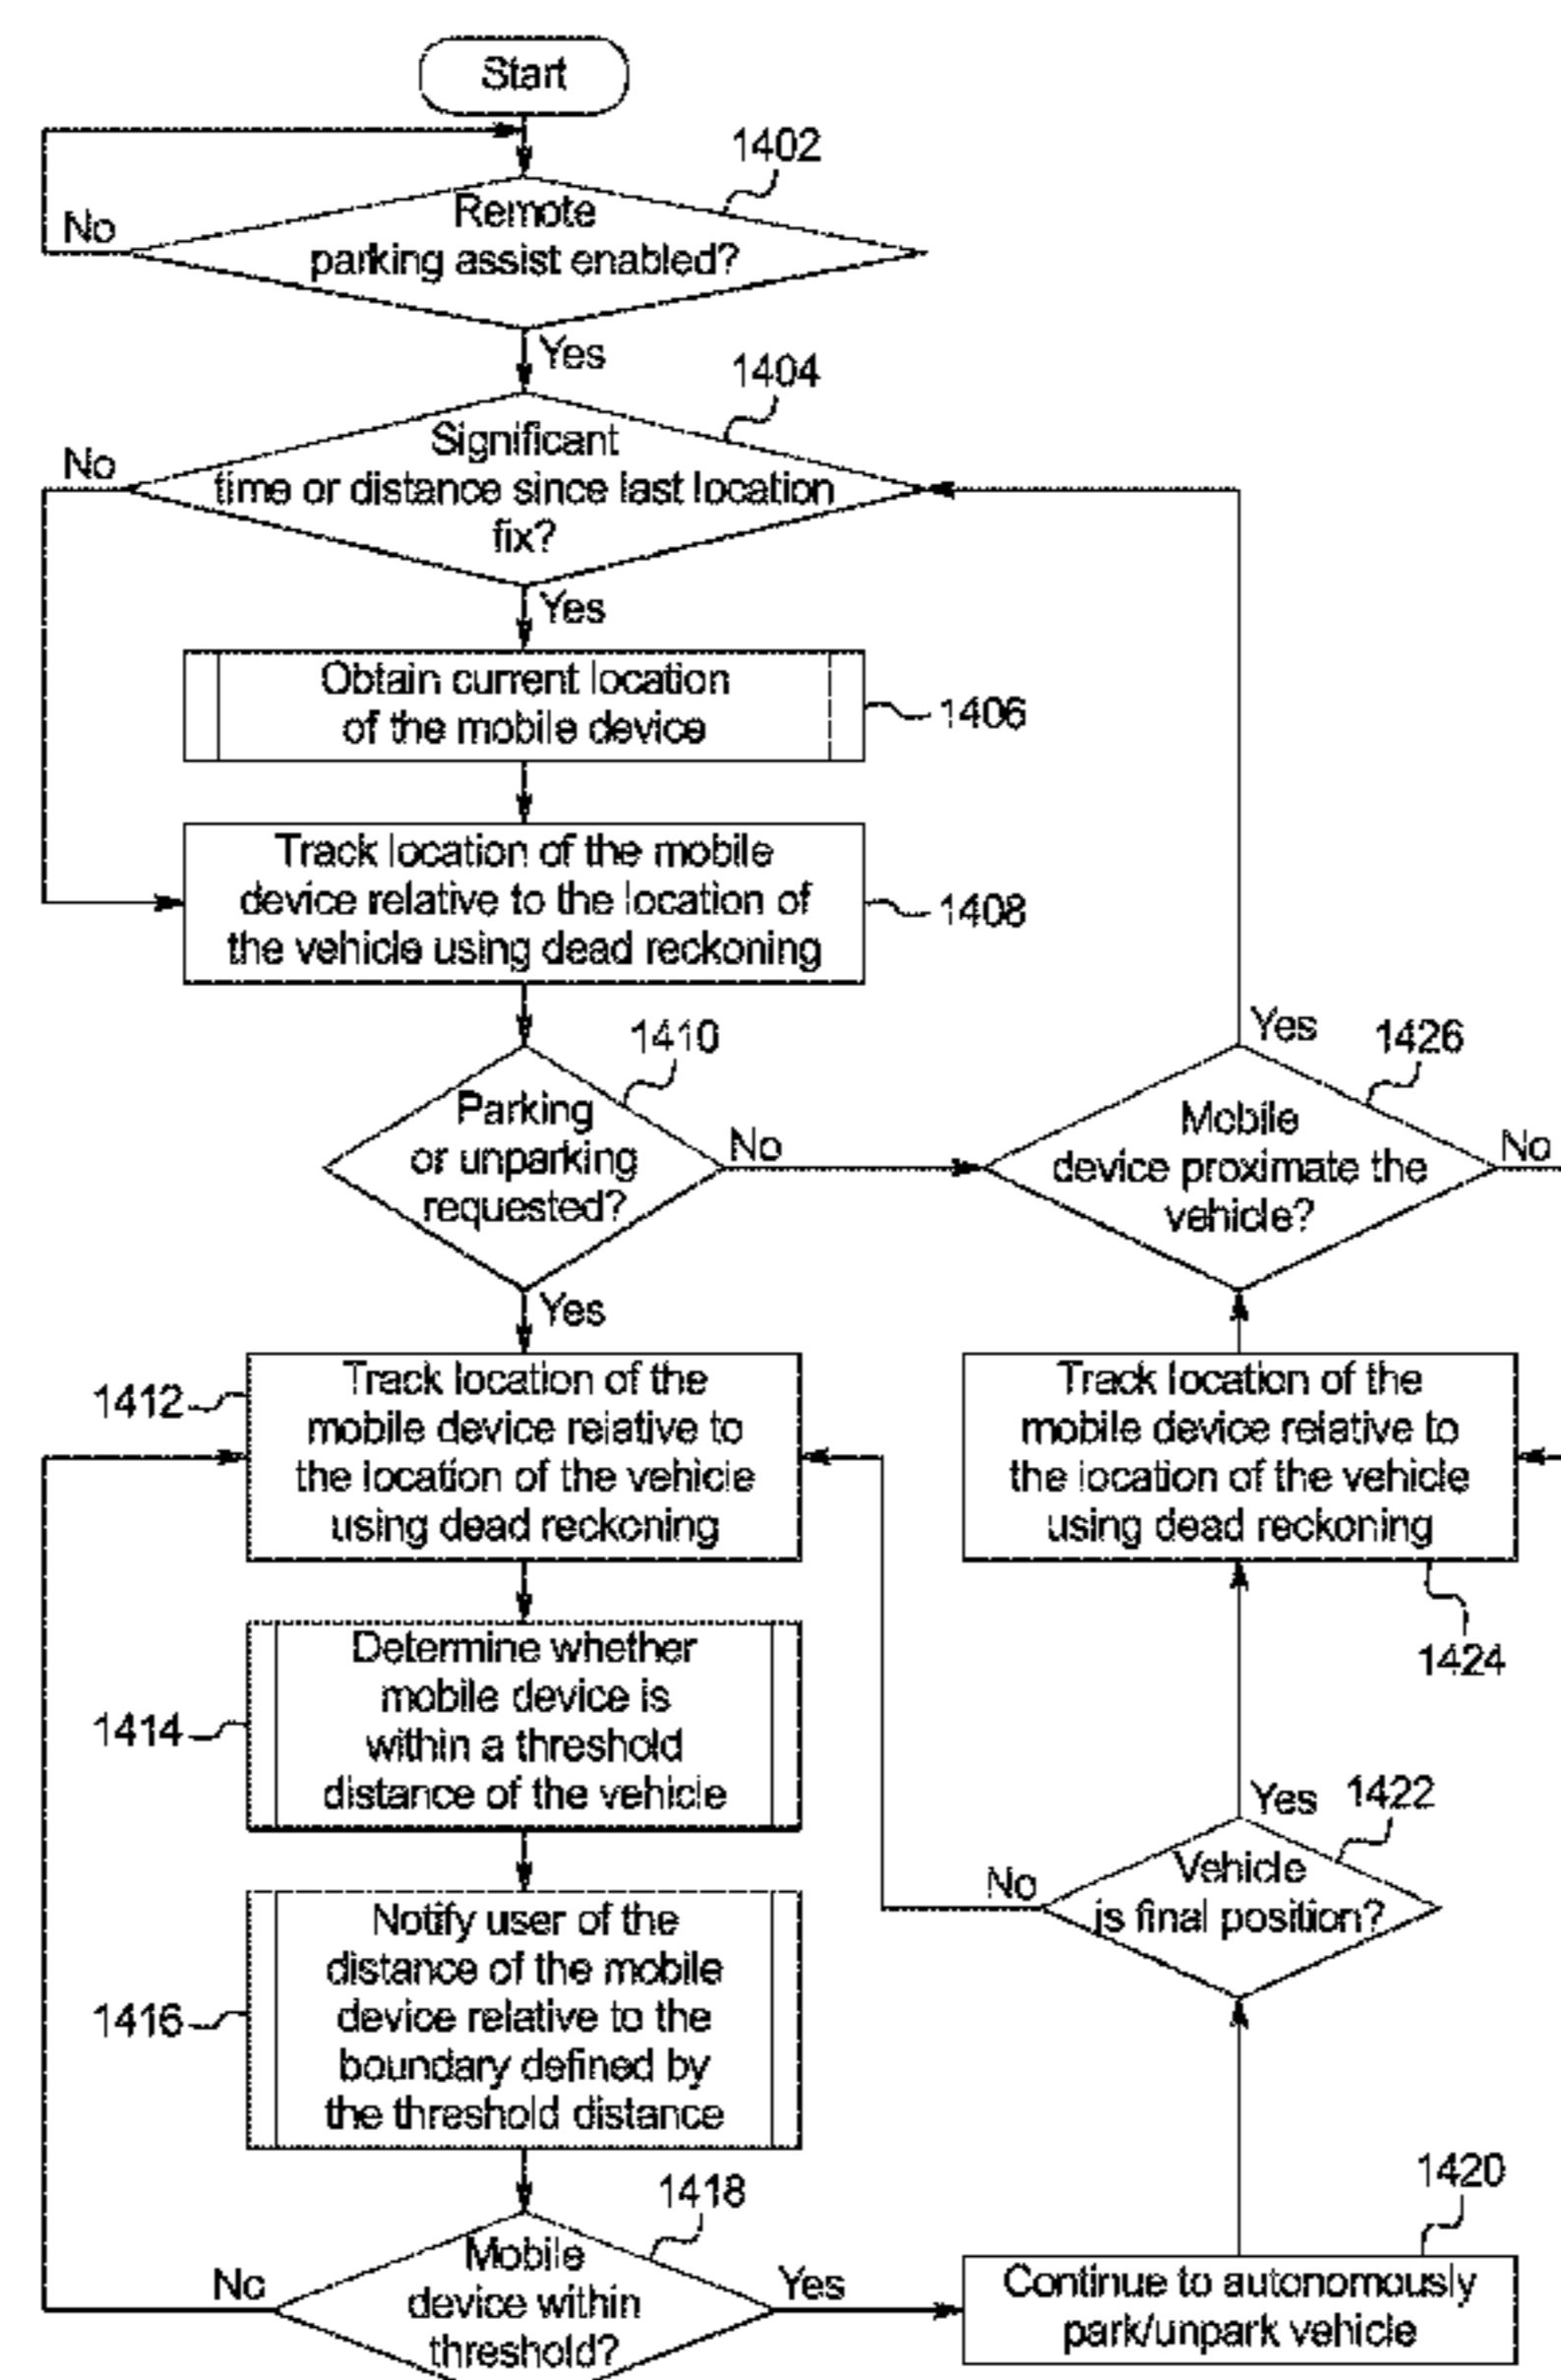 Start
1402
Remote
parking assist enabled?
No
Yes
1404
Significant
time or distance since last location
fix?
No
Yes
Obtain current location
of the mobile device
1406
Track location of the mobile
device relative to the location of
the vehicle using dead reckoning
1408
1410
Parking
or unparking
requested?
No
Yes
Yes
1426
Mobile
device proximate the
vehicle?
No
1412
Track location of the
mobile device relative to
the location of the vehicle
using dead reckoning
Track location of the
mobile device relative to
the location of the vehicle
using dead reckoning
1424
1414
Determine whether
mobile device is
within a threshold
distance of the vehicle
Yes
1422
Vehicle
is final position?
No
1416
Notify user of the
distance of the mobile
device relative to the
boundary defined by
the threshold distance
1418
Mobile
device within
threshold?
No
Yes
1420
Continue to autonomously
park/unpark vehicle